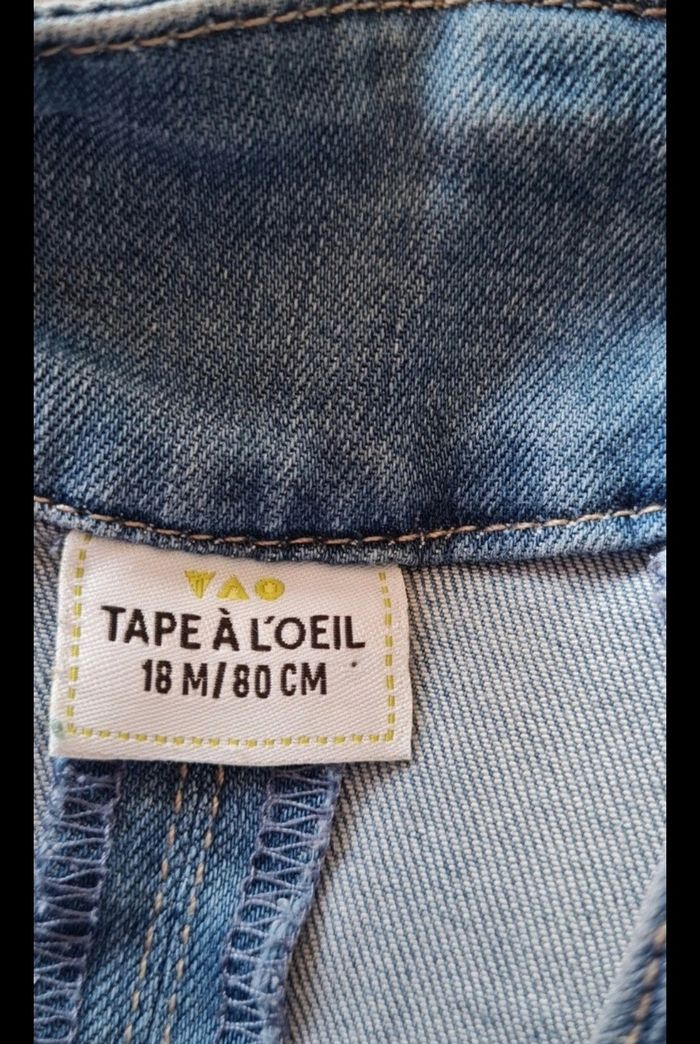 TAO
TAPE À L'OEIL
18 M/80 CM